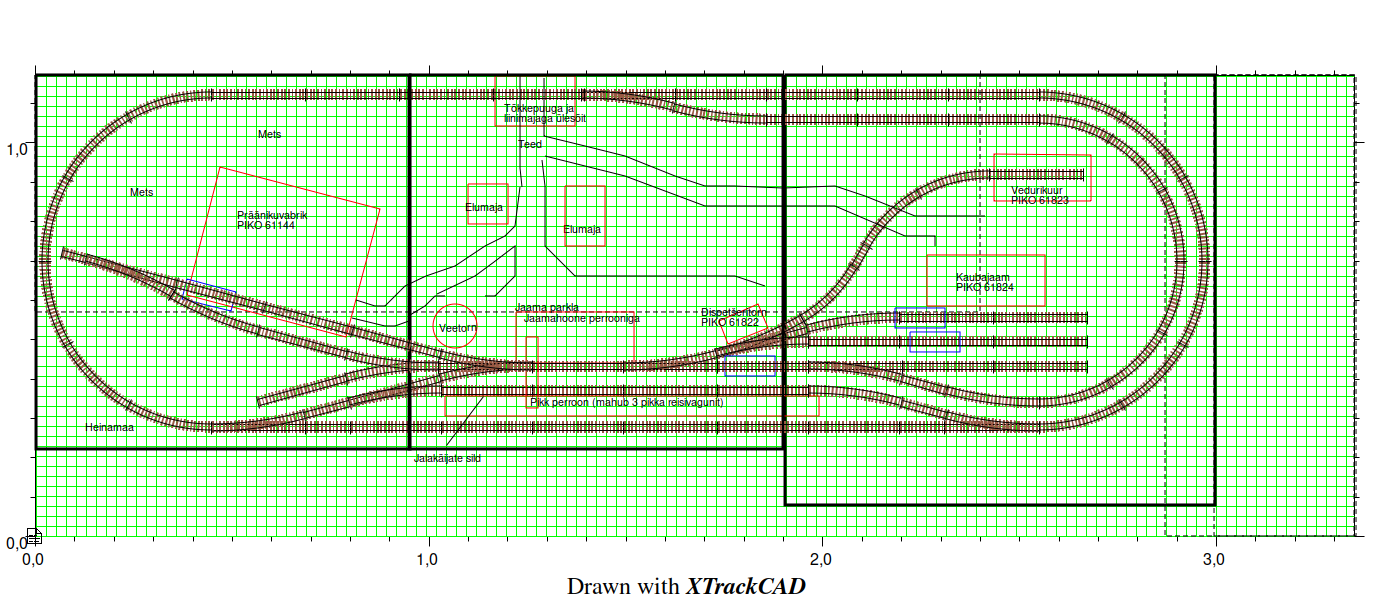 Tõkkepuuga ja
liinimajaga ülesõit
Mets
Teed
Mets
Vedurikuur
PIKO 61823
Elumaja
Präänikuvabrik
PIKO 61144
Elumaja
Kaubajaam
PIKO 61824
Jaama parkla
Jaamahoone perrooniga
Dispetšeritorn
PIKO 61822
Veetorn
Pikk perroon (mahub 3 pikka reisivagunit)
Heinamaa
Jalakäijate sild
1,0
0,0
0,0
1,0
2,0
3,0
Drawn with XTrackCAD